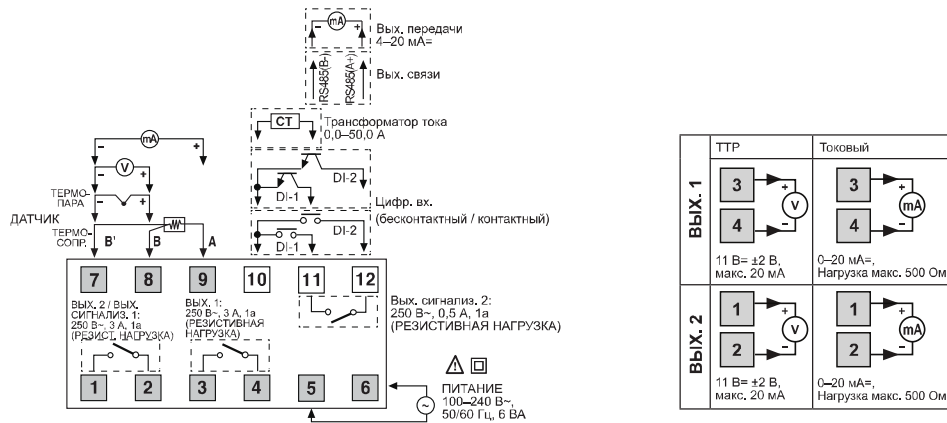 mA
Вых. передачи
4–20 мА=
RS485(B-)
RS485(A+)
Вых. связи
CT
Трансформатор тока
0,0–50,0 А
DI-2
DI-1
Цифр. вх.
(бесконтактный / контактный)
DI-2
DI-1
mA
V
ТЕРМО-
ПАРА
ДАТЧИК
ТЕРМО-
СОПР.
B'
B
A
7 8 9 10 11 12
ВЫХ. 2 / ВЫХ.
СИГНАЛИЗ. 1:
250 В~, 3 А, 1а
(РЕЗИСТ. НАГРУЗКА)
ВЫХ. 1:
250 В~, 3 А, 1а
(РЕЗИСТИВНАЯ
НАГРУЗКА)
Вых. сигнализ. 2:
250 В~, 0,5 А, 1а
(РЕЗИСТИВНАЯ НАГРУЗКА)
1 2 3 4 5 6
ПИТАНИЕ
100–240 В~,
50/60 Гц, 6 ВА
ТТР
Токовый
ВЫХ. 1
3
4
V
11 В= ±2 В,
макс. 20 мА
3
4
mA
0–20 мА=,
Нагрузка макс. 500 Ом
ВЫХ. 2
1
2
V
11 В= ±2 В,
макс. 20 мА
1
2
mA
0–20 мА=,
Нагрузка макс. 500 Ом